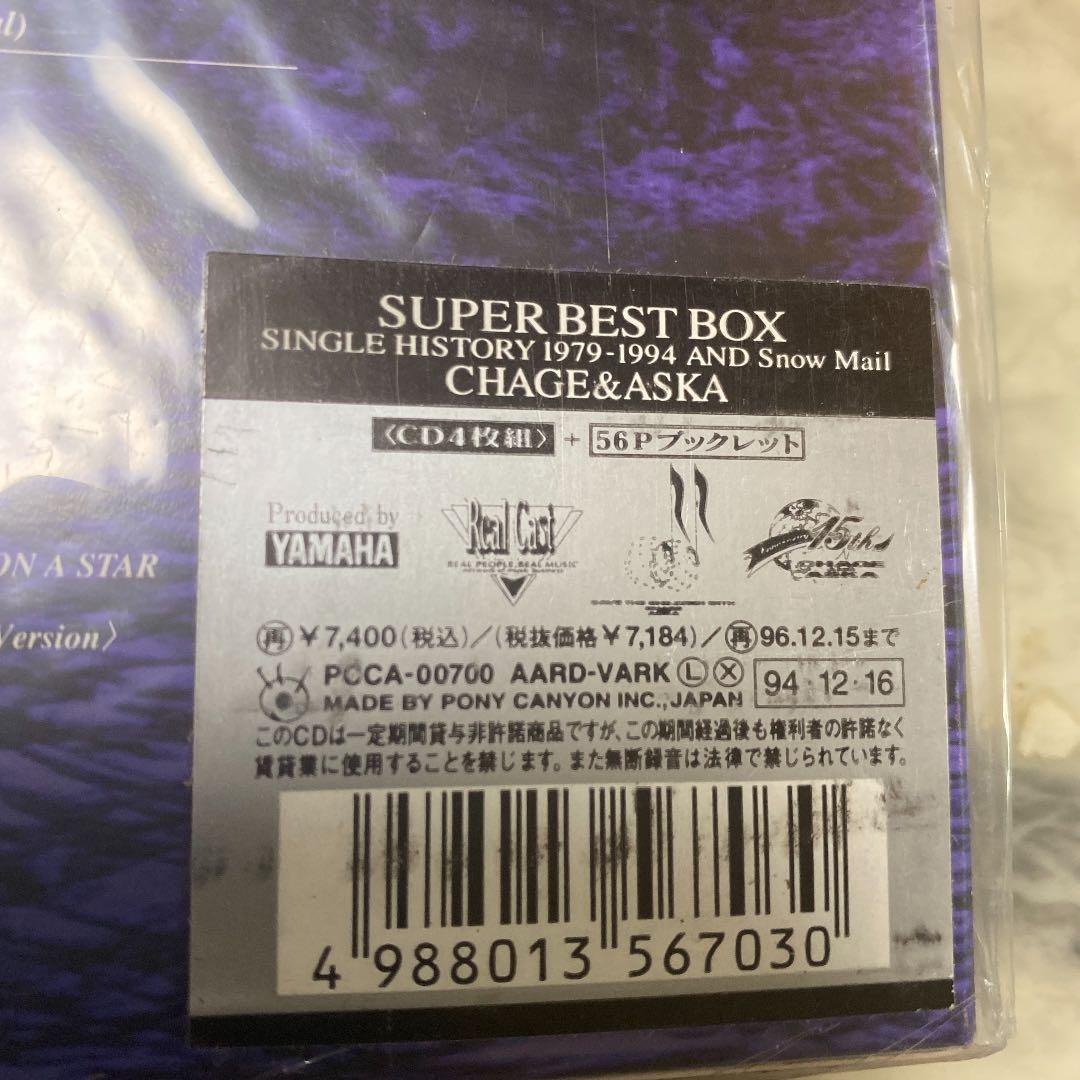 al)
SUPER BEST BOX
SINGLE HISTORY 1979-1994 AND Snow Mail
CHAGE&ASKA
〈CD4枚組〉 + 56Pブックレット
Produced by
YAMAHA
Real Cast
REAL PEOPLE, REAL MUSIC
Anniversary 15th
CHAGE
ASKA
ON A STAR
Version〉
再 ¥7,400(税込)/(税抜価格¥7,184)/再96.12.15まで
PCCA-00700 AARD-VARK Ⓛ Ⓧ 94・12・16
MADE BY PONY CANYON INC.,JAPAN
このCDは一定期間貸与非許諾商品ですが、この期間経過後も権利者の許諾なく
賃貸業に使用することを禁じます。また無断録音は法律で禁じられています。
4 988013 567030